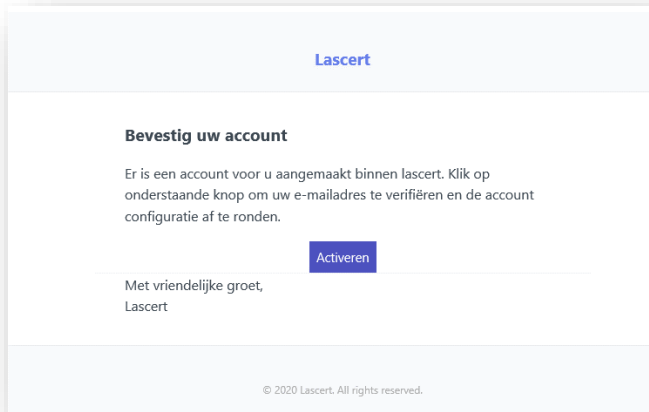 Lascert
Bevestig uw account
Er is een account voor u aangemaakt binnen lascert. Klik op
onderstaande knop om uw e-mailadres te verifiëren en de account
configuratie af te ronden.
Activeren
Met vriendelijke groet,
Lascert
© 2020 Lascert. All rights reserved.